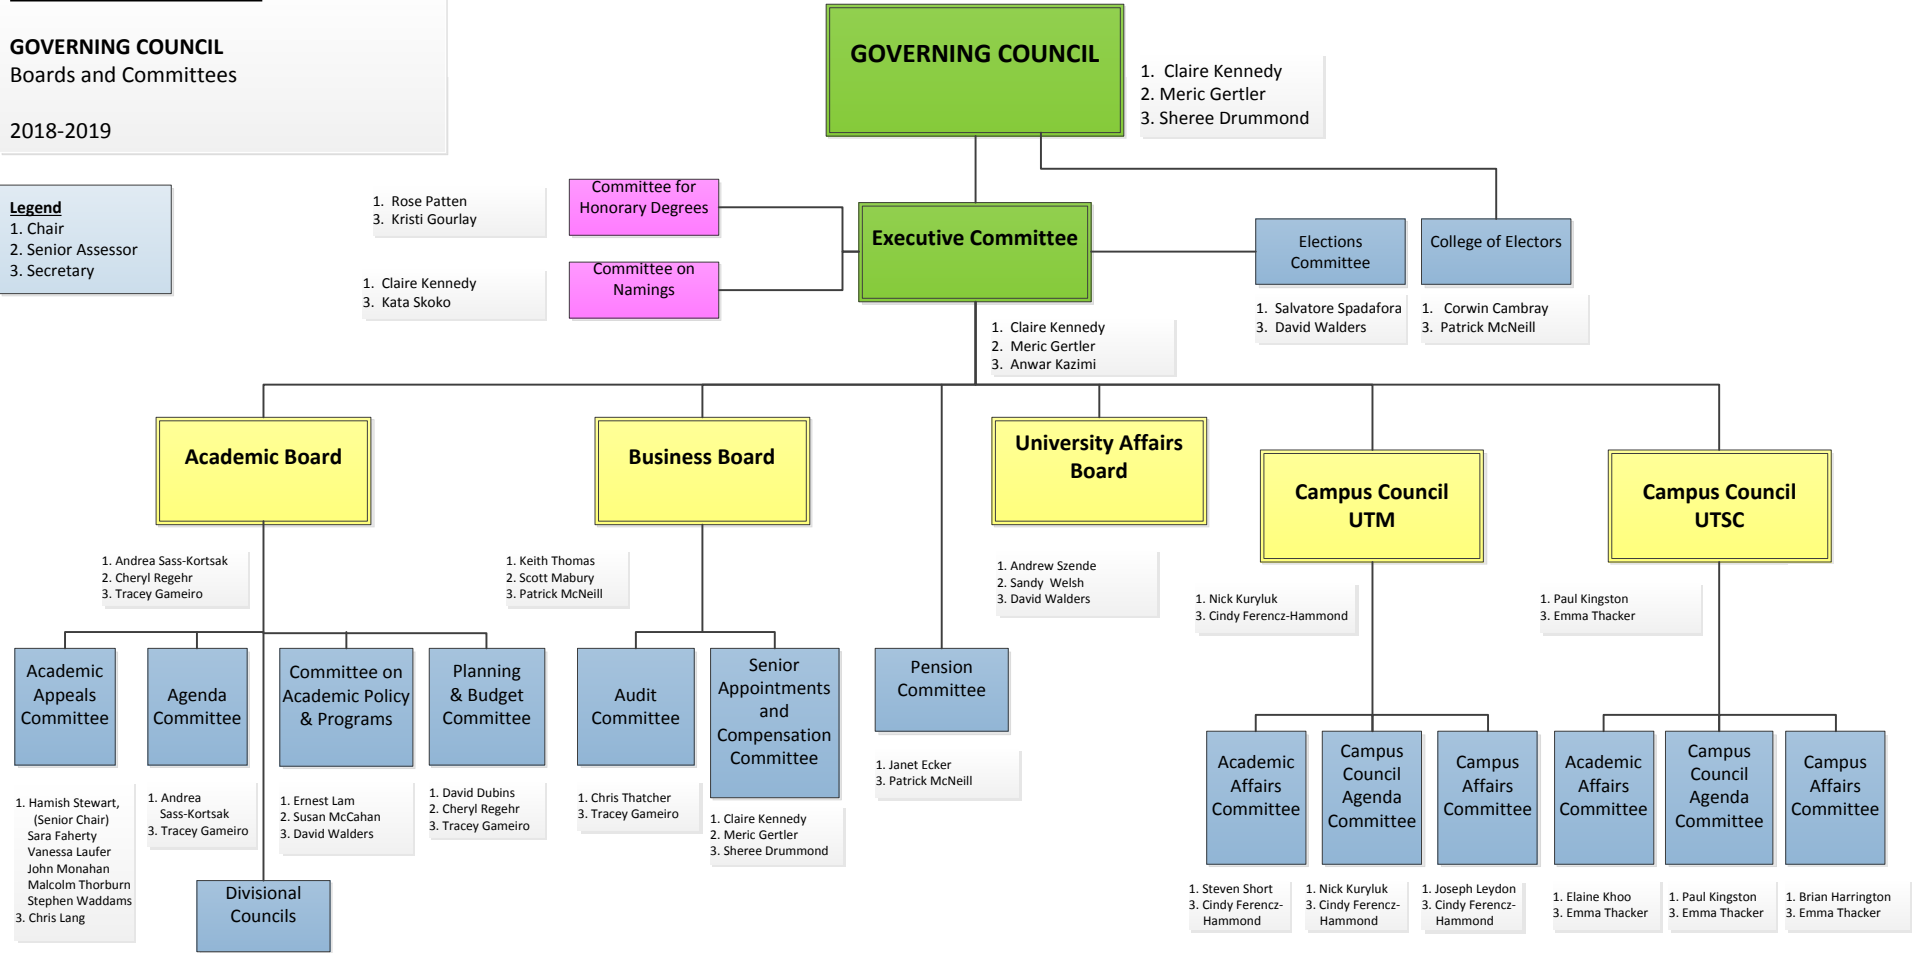 GOVERNING COUNCIL
Boards and Committees
2018-2019
Legend
1. Chair
2. Senior Assessor
3. Secretary
GOVERNING COUNCIL
1. Claire Kennedy
2. Meric Gertler
3. Sheree Drummond
1. Rose Patten
3. Kristi Gourlay
Committee for
Honorary Degrees
1. Claire Kennedy
3. Kata Skoko
Committee on
Namings
Executive Committee
1. Claire Kennedy
2. Meric Gertler
3. Anwar Kazimi
Elections
Committee
1. Salvatore Spadafora
3. David Walders
College of Electors
1. Corwin Cambray
3. Patrick McNeill
Academic Board
1. Andrea Sass-Kortsak
2. Cheryl Regehr
3. Tracey Gameiro
Business Board
1. Keith Thomas
2. Scott Mabury
3. Patrick McNeill
University Affairs
Board
1. Andrew Szende
2. Sandy Welsh
3. David Walders
Campus Council
UTM
1. Nick Kuryluk
3. Cindy Ferencz-Hammond
Campus Council
UTSC
1. Paul Kingston
3. Emma Thacker
Academic
Appeals
Committee
1. Hamish Stewart,
(Senior Chair)
Sara Faherty
Vanessa Laufer
John Monahan
Malcolm Thorburn
Stephen Waddams
3. Chris Lang
Agenda
Committee
1. Andrea
Sass-Kortsak
3. Tracey Gameiro
Committee on
Academic Policy
& Programs
1. Ernest Lam
2. Susan McCahan
3. David Walders
Planning
& Budget
Committee
1. David Dubins
2. Cheryl Regehr
3. Tracey Gameiro
Divisional
Councils
Audit
Committee
1. Chris Thatcher
3. Tracey Gameiro
Senior
Appointments
and
Compensation
Committee
1. Claire Kennedy
2. Meric Gertler
3. Sheree Drummond
Pension
Committee
1. Janet Ecker
3. Patrick McNeill
Academic
Affairs
Committee
1. Steven Short
3. Cindy Ferencz-
Hammond
Campus
Council
Agenda
Committee
1. Nick Kuryluk
3. Cindy Ferencz-
Hammond
Campus
Affairs
Committee
1. Joseph Leydon
3. Cindy Ferencz-
Hammond
Academic
Affairs
Committee
1. Elaine Khoo
3. Emma Thacker
Campus
Council
Agenda
Committee
1. Paul Kingston
3. Emma Thacker
Campus
Affairs
Committee
1. Brian Harrington
3. Emma Thacker